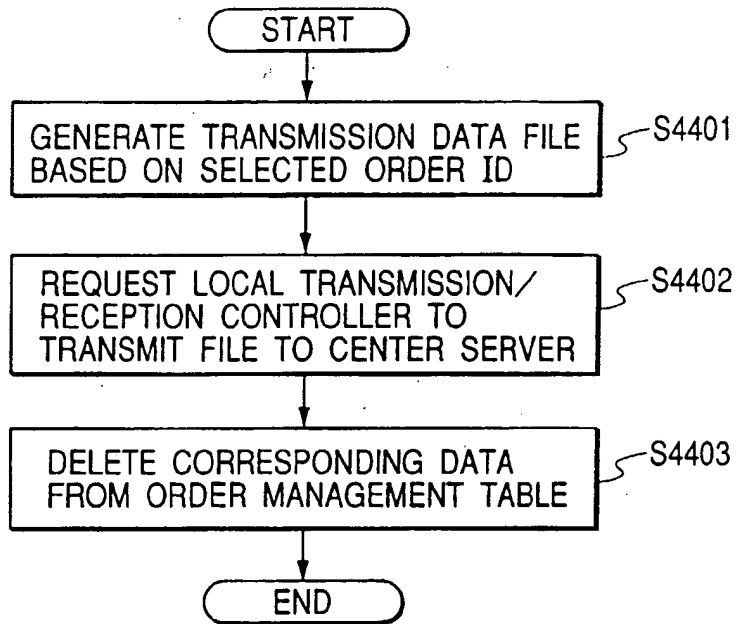 START
GENERATE TRANSMISSION DATA FILE
BASED ON SELECTED ORDER ID
S4401
REQUEST LOCAL TRANSMISSION/
RECEPTION CONTROLLER TO
TRANSMIT FILE TO CENTER SERVER
S4402
DELETE CORRESPONDING DATA
FROM ORDER MANAGEMENT TABLE
S4403
END